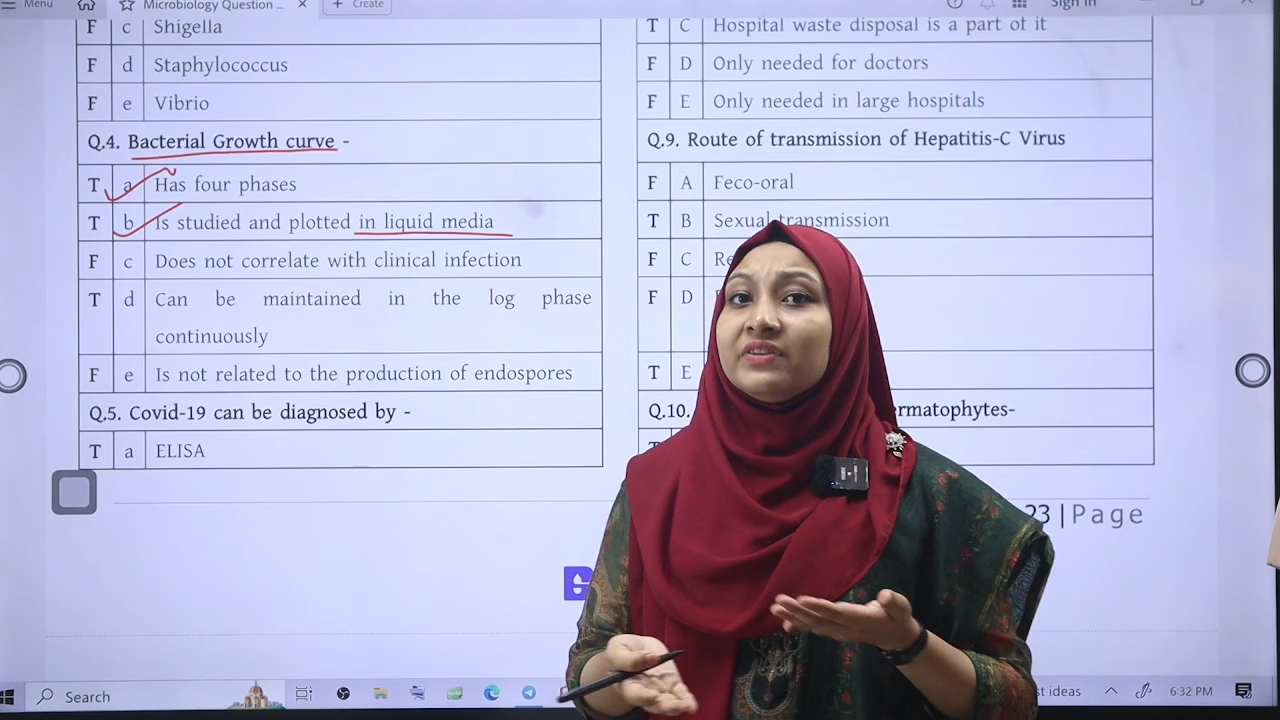 Menu
Microbiology Question ...
+ Create
Sign in
F c Shigella
F d Staphylococcus
F e Vibrio
Q.4. Bacterial Growth curve -
T a Has four phases
T b Is studied and plotted in liquid media
F c Does not correlate with clinical infection
T d Can be maintained in the log phase
continuously
F e Is not related to the production of endospores
Q.5. Covid-19 can be diagnosed by -
T a ELISA
T C Hospital waste disposal is a part of it
F D Only needed for doctors
F E Only needed in large hospitals
Q.9. Route of transmission of Hepatitis-C Virus
F A Feco-oral
T B Sexual transmission
F C
F D
T E
Q.10.
23 | Page
Search
6:32 PM